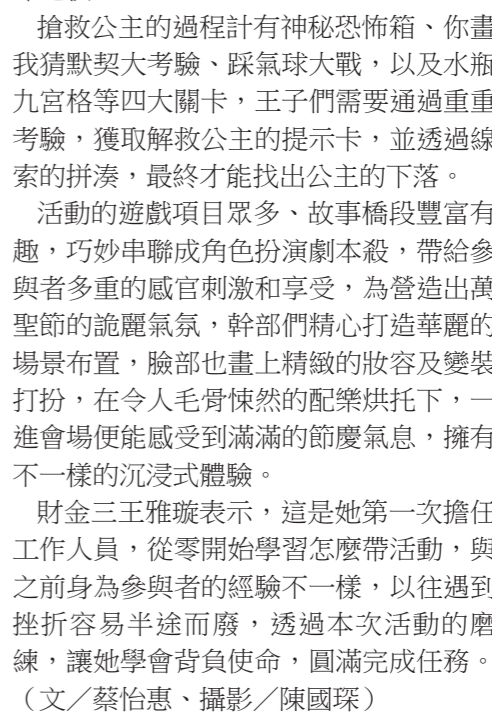 搶救公主的過程計有神秘恐怖箱、你畫
我猜默契大考驗、踩氣球大戰，以及水瓶
九宮格等四大關卡，王子們需要通過重重
考驗，獲取解救公主的提示卡，並透過線
索的拼湊，最終才能找出公主的下落。
活動的遊戲項目眾多、故事橋段豐富有
趣，巧妙串聯成角色扮演劇本殺，帶給參
與者多重的感官刺激和享受，為營造出萬
聖節的詭麗氣氛，幹部們精心打造華麗的
場景布置，臉部也畫上精緻的妝容及變裝
打扮，在令人毛骨悚然的配樂烘托下，一
進會場便能感受到滿滿的節慶氣息，擁有
不一樣的沉浸式體驗。
財金三王雅璇表示，這是她第一次擔任
工作人員，從零開始學習怎麼帶活動，與
之前身為參與者的經驗不一樣，以往遇到
挫折容易半途而廢，透過本次活動的磨
練，讓她學會背負使命，圓滿完成任務。
（文／蔡怡惠、攝影／陳國琛）